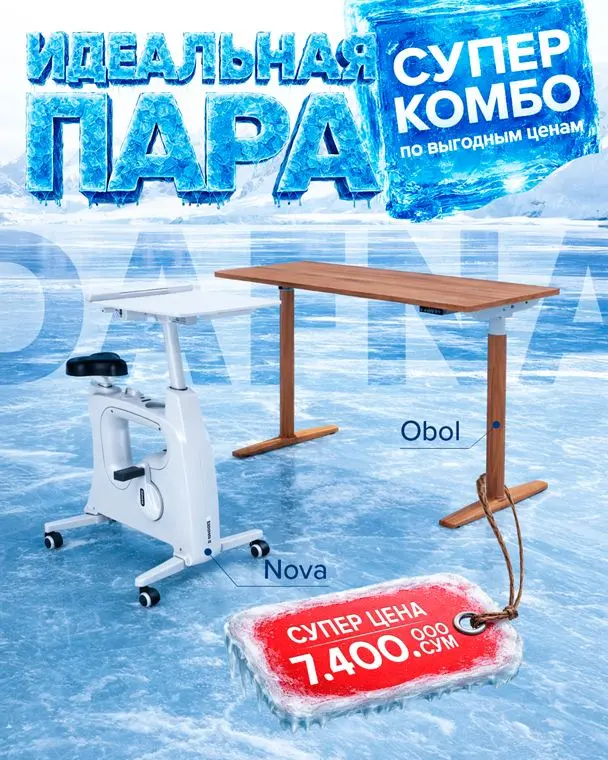 ИДЕАЛЬНАЯ
ПАРА
СУПЕР
КОМБО
по выгодным ценам
Obol
Nova
СУПЕР ЦЕНА
7.400.000
СУМ